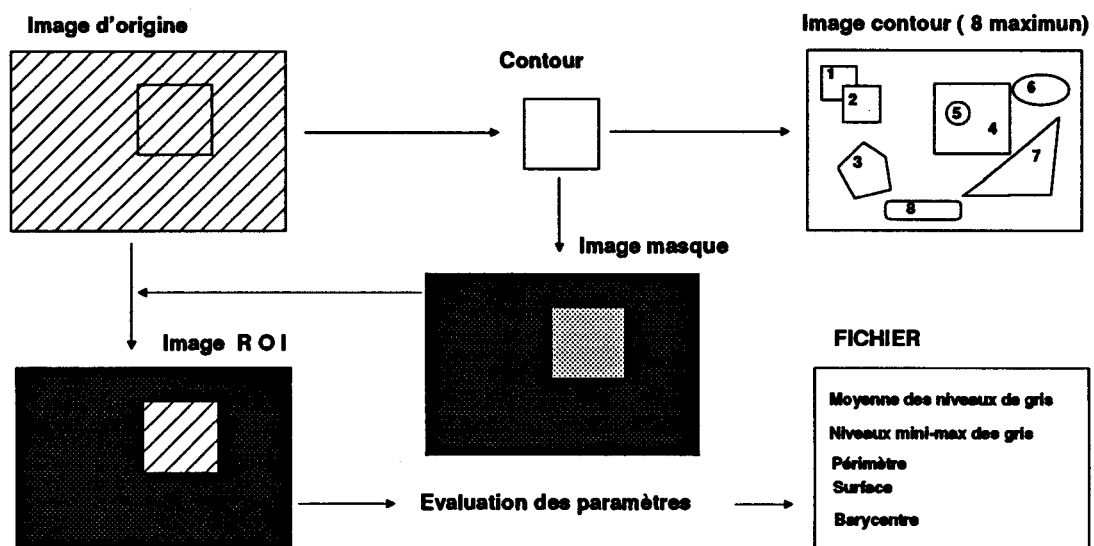 Image d'origine
Contour
Image contour ( 8 maximun)
1
2
3
4
5
6
7
8
Image masque
Image R O I
Evaluation des paramètres
FICHIER
Moyenne des niveaux de gris
Niveaux mini-max des gris
Périmètre
Surface
Barycentre